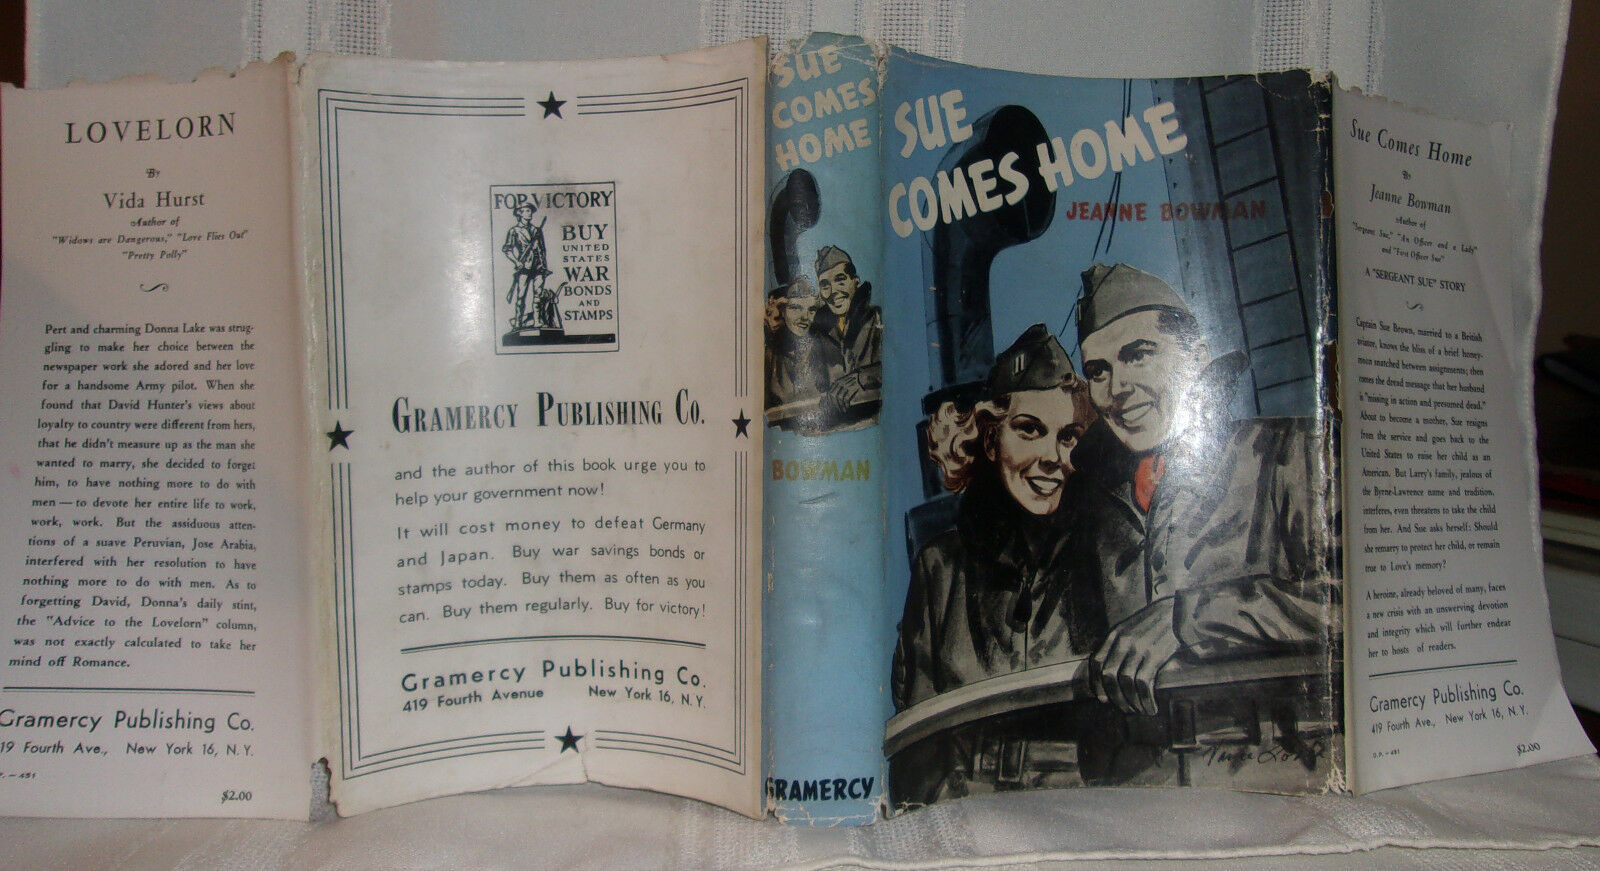 LOVELORN
By
Vida Hurst
Author of
"Widows are Dangerous," "Love Flies Out"
"Pretty Polly"
Pert and charming Donna Lake was strug-
gling to make her choice between the
newspaper work she adored and her love
for a handsome Army pilot. When she
found that David Hunter's views about
loyalty to country were different from hers,
that he didn't measure up as the man she
wanted to marry, she decided to forget
him, to have nothing more to do with
men — to devote her entire life to work,
work, work. But the assiduous atten-
tions of a suave Peruvian, Jose Arabia,
interfered with her resolution to have
nothing more to do with men. As to
forgetting David, Donna's daily stint,
the "Advice to the Lovelorn" column,
was not exactly calculated to take her
mind off Romance.
Gramercy Publishing Co.
19 Fourth Ave., New York 16, N. Y.
P.-451
$2.00
FOR VICTORY
BUY
UNITED
STATES
WAR
BONDS
AND
STAMPS
GRAMERCY PUBLISHING CO.
and the author of this book urge you to
help your government now!
It will cost money to defeat Germany
and Japan. Buy war savings bonds or
stamps today. Buy them as often as you
can. Buy them regularly. Buy for victory!
Gramercy Publishing Co.
419 Fourth Avenue New York 16, N. Y.
SUE
COMES
HOME
BOWMAN
GRAMERCY
SUE
COMES HOME
JEANNE BOWMAN
Sue Comes Home
By
Jeanne Bowman
Author of
"Sergeant Sue," "An Officer and a Lady"
and "First Officer Sue"
A "SERGEANT SUE" STORY
Captain Sue Brown, married to a British
aviator, knows the bliss of a brief honey-
moon snatched between assignments; then
comes the dread message that her husband
is "missing in action and presumed dead."
About to become a mother, Sue resigns
from the service and goes back to the
United States to raise her child as an
American. But Larey's family, jealous of
the Byrne-Lawrence name and tradition,
interferes, even threatens to take the child
from her. And Sue asks herself: Should
she remarry to protect her child, or remain
true to Love's memory?
A heroine, already beloved of many, faces
a new crisis with an unswerving devotion
and integrity which will further endear
her to hosts of readers.
Gramercy Publishing Co.
419 Fourth Ave., New York 16, N. Y.
G.P.-451
$2.00